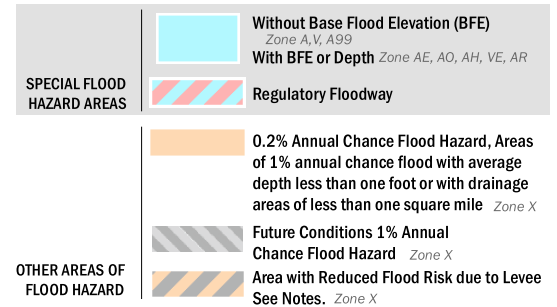 Without Base Flood Elevation (BFE)
Zone A,V, A99
With BFE or Depth Zone AE, AO, AH, VE, AR
SPECIAL FLOOD
HAZARD AREAS
Regulatory Floodway
0.2% Annual Chance Flood Hazard, Areas
of 1% annual chance flood with average
depth less than one foot or with drainage
areas of less than one square mile Zone X
Future Conditions 1% Annual
Chance Flood Hazard Zone X
OTHER AREAS OF
FLOOD HAZARD
Area with Reduced Flood Risk due to Levee
See Notes. Zone X